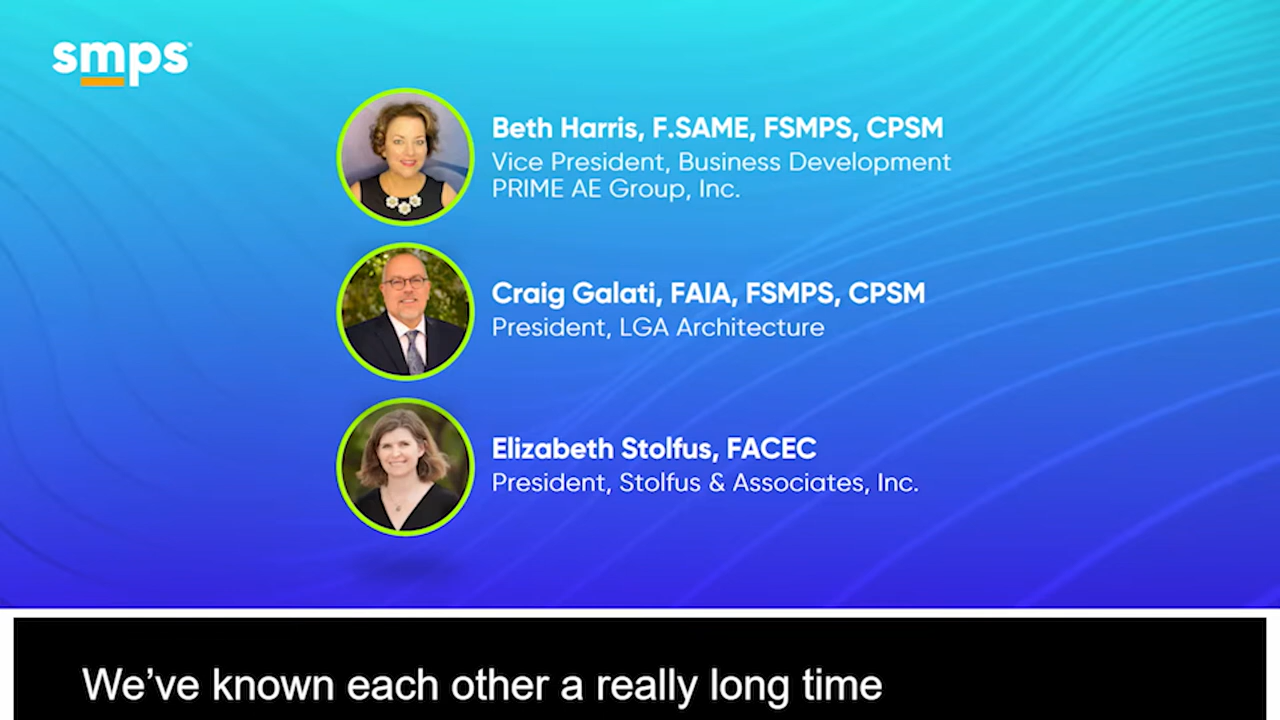 smps
Beth Harris, F.SAME, FSMPS, CPSM
Vice President, Business Development
PRIME AE Group, Inc.
Craig Galati, FAIA, FSMPS, CPSM
President, LGA Architecture
Elizabeth Stolfus, FACEC
President, Stolfus & Associates, Inc.
We’ve known each other a really long time